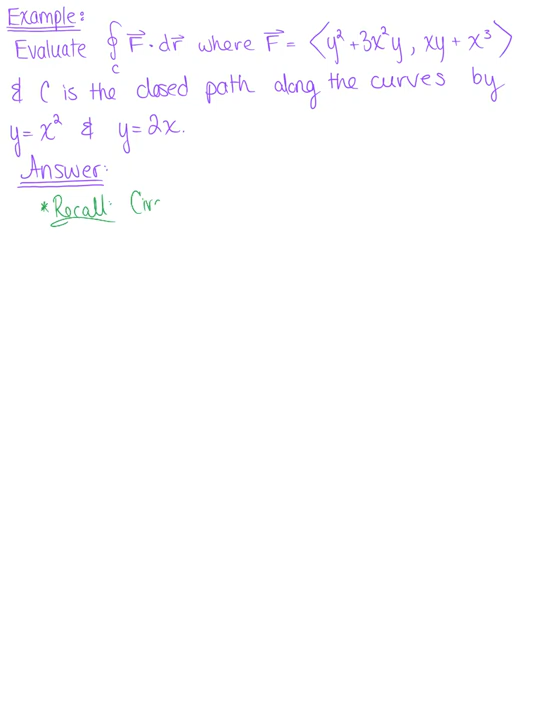 Example:
Evaluate ∮_C F⃗ · dr⃗ where F⃗ = ⟨y² + 3x²y , xy + x³⟩
& C is the closed path along the curves by
y = x² & y = 2x.
Answer:
*Recall: Circ